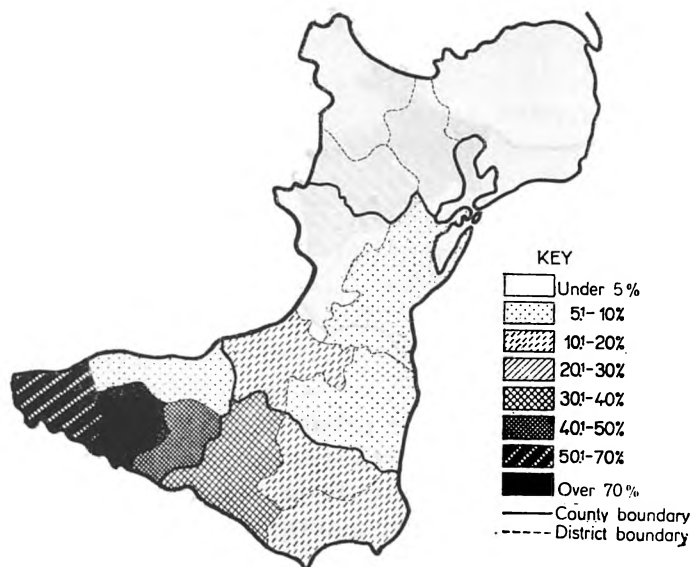 KEY
Under 5%
5.1-10%
10.1-20%
20.1-30%
30.1-40%
40.1-50%
50.1-70%
Over 70%
County boundary
District boundary